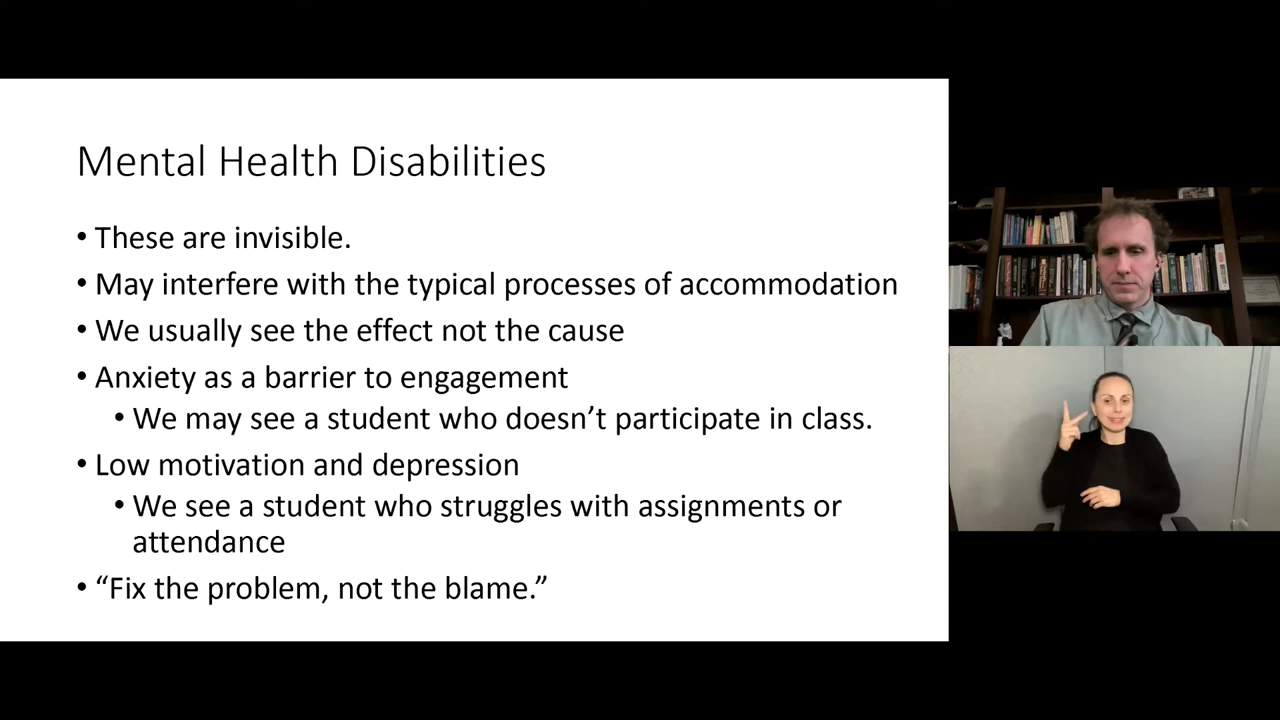 Mental Health Disabilities
• These are invisible.
• May interfere with the typical processes of accommodation
• We usually see the effect not the cause
• Anxiety as a barrier to engagement
• We may see a student who doesn’t participate in class.
• Low motivation and depression
• We see a student who struggles with assignments or
attendance
• “Fix the problem, not the blame.”